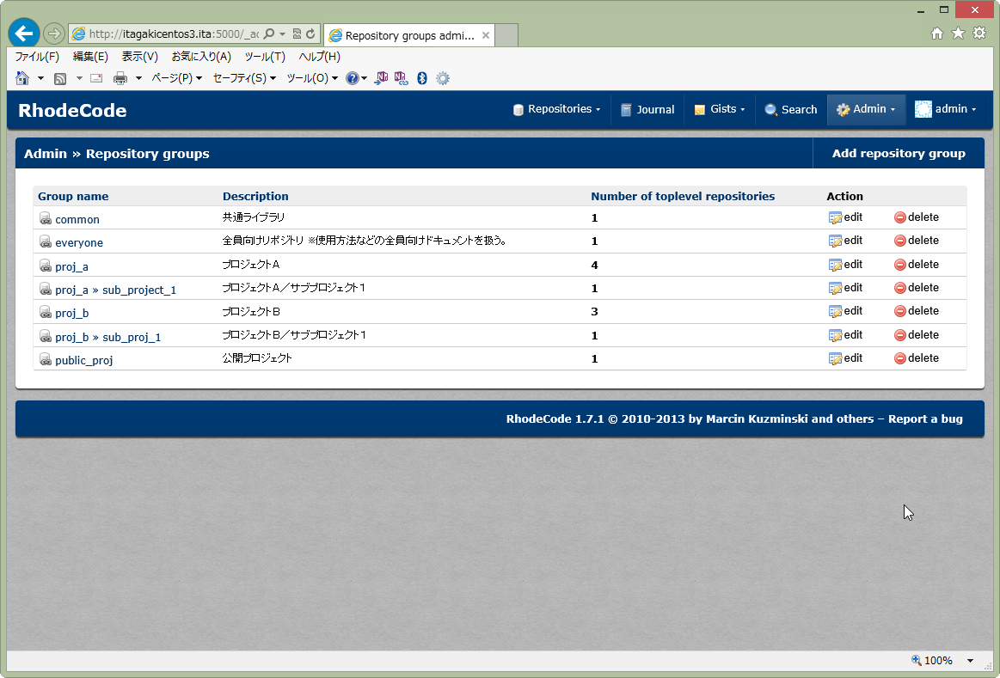 http://itagakicentos3.ita:5000/_ac
Repository groups admi...
ファイル(F) 編集(E) 表示(V) お気に入り(A) ツール(T) ヘルプ(H)
ページ(P) セーフティ(S) ツール(O)
RhodeCode Repositories Journal Gists Search Admin admin
Admin » Repository groups Add repository group
Group name Description Number of toplevel repositories Action
common 共通ライブラリ 1 edit delete
everyone 全員向けリポジトリ ※使用方法などの全員向けドキュメントを扱う。 1 edit delete
proj_a プロジェクトA 4 edit delete
proj_a » sub_project_1 プロジェクトA／サブプロジェクト1 1 edit delete
proj_b プロジェクトB 3 edit delete
proj_b » sub_proj_1 プロジェクトB／サブプロジェクト1 1 edit delete
public_proj 公開プロジェクト 1 edit delete
RhodeCode 1.7.1 © 2010-2013 by Marcin Kuzminski and others – Report a bug
100%